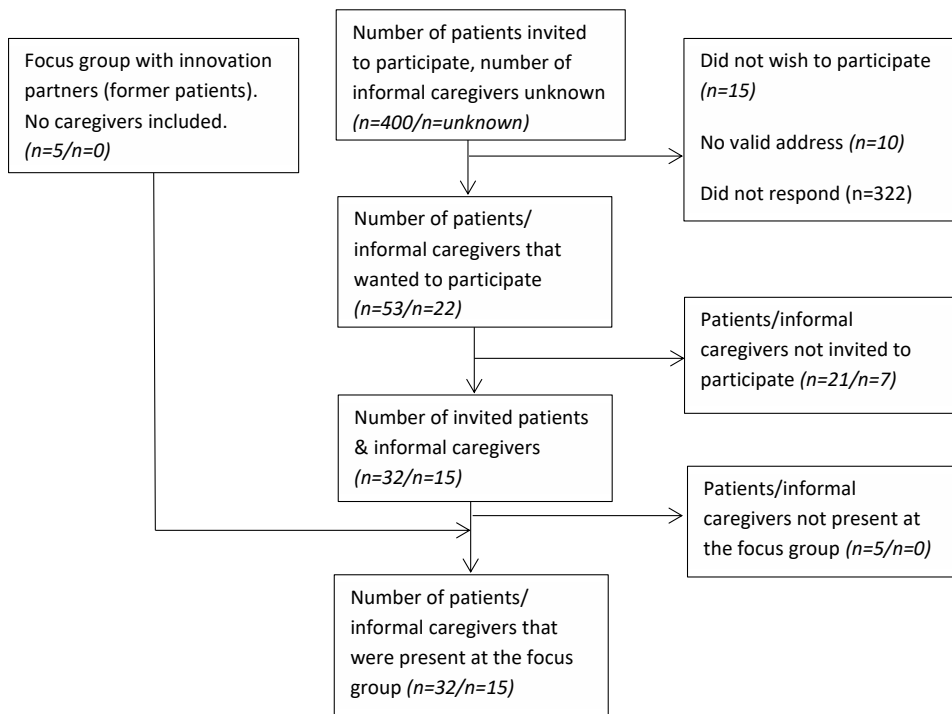 Focus group with innovation
partners (former patients).
No caregivers included.
(n=5/n=0)
Number of patients invited
to participate, number of
informal caregivers unknown
(n=400/n=unknown)
Did not wish to participate
(n=15)
No valid address (n=10)
Did not respond (n=322)
Number of patients/
informal caregivers that
wanted to participate
(n=53/n=22)
Patients/informal
caregivers not invited to
participate (n=21/n=7)
Number of invited patients
& informal caregivers
(n=32/n=15)
Patients/informal
caregivers not present at
the focus group (n=5/n=0)
Number of patients/
informal caregivers that
were present at the focus
group (n=32/n=15)